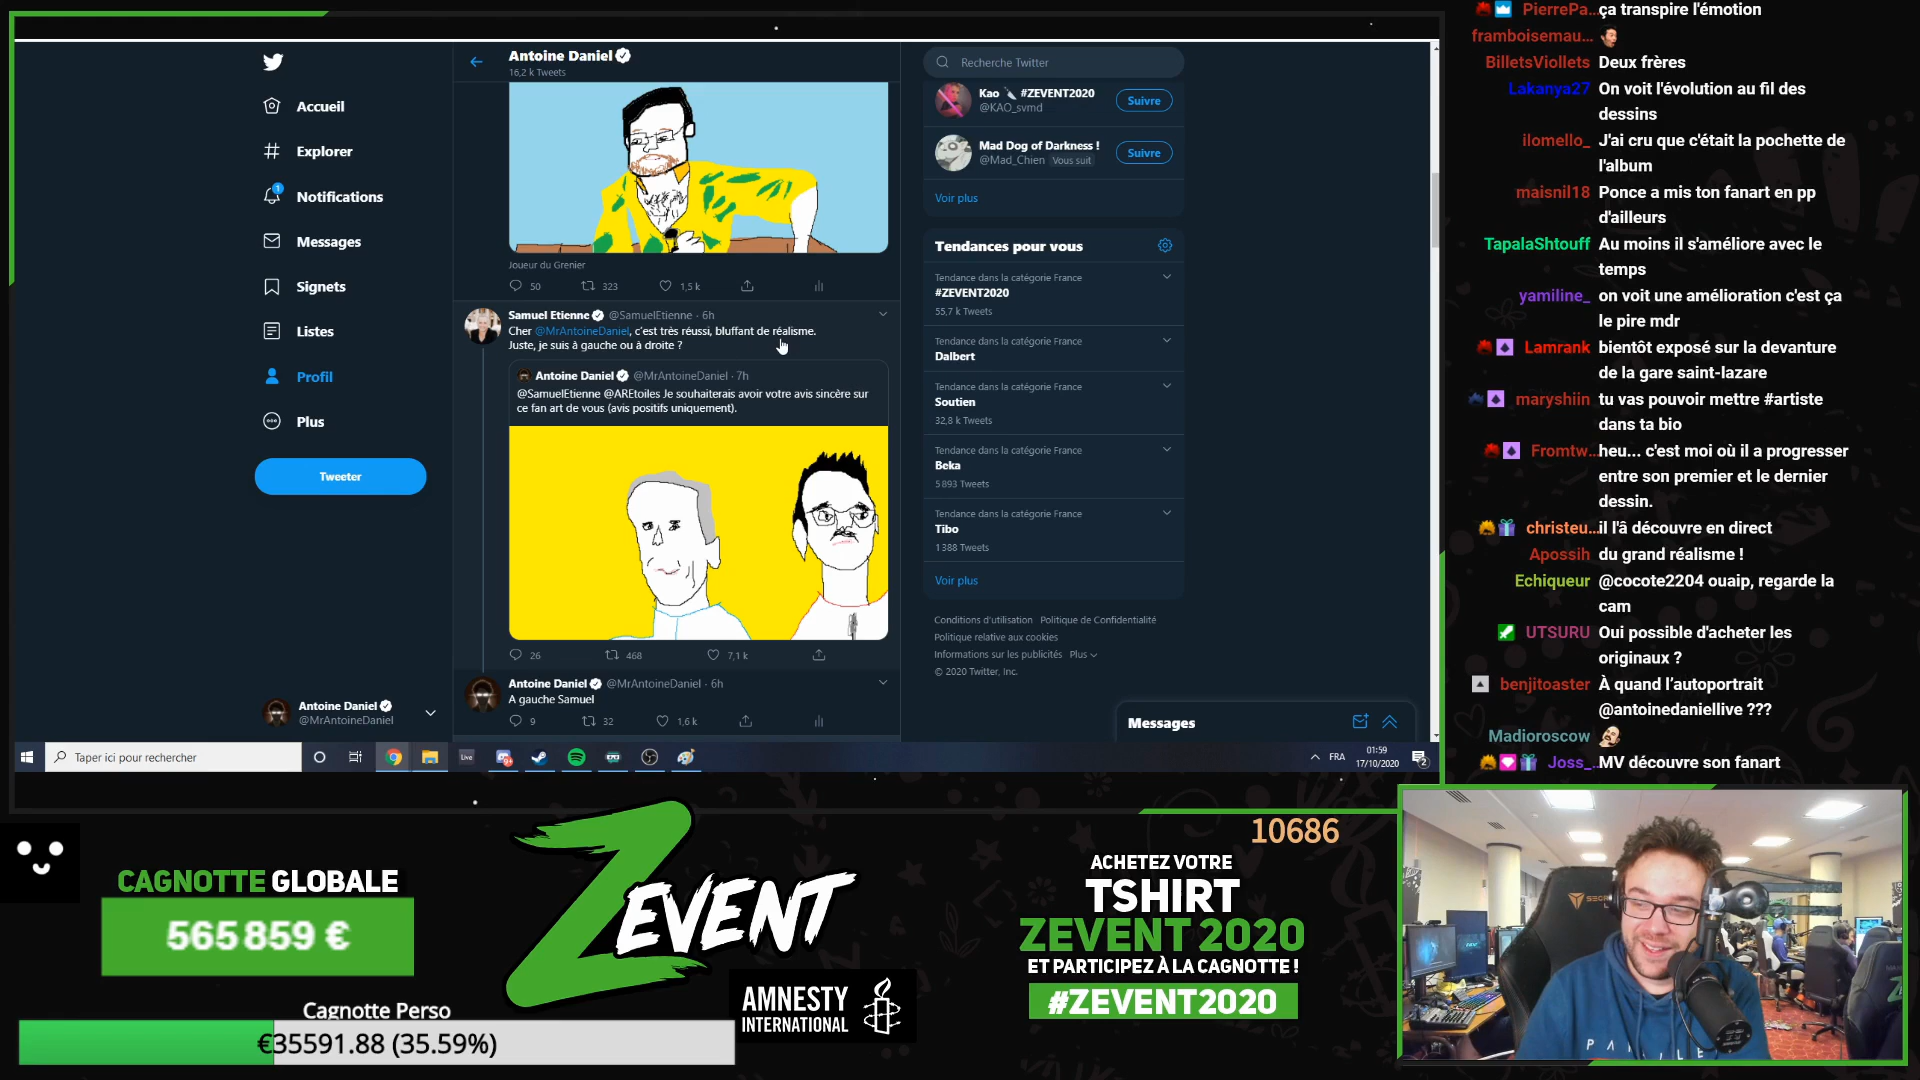 Antoine Daniel
16,2 k Tweets
Accueil
Explorer
1
Notifications
Messages
Signets
Listes
Profil
Plus
Tweeter
Antoine Daniel
@MrAntoineDaniel
Joueur du Grenier
50
323
1,5 k
Samuel Etienne @SamuelEtienne · 6h
Cher @MrAntoineDaniel, c'est très réussi, bluffant de réalisme.
Juste, je suis à gauche ou à droite ?
Antoine Daniel @MrAntoineDaniel · 7h
@SamuelEtienne @AREtoiles Je souhaiterais avoir votre avis sincère sur
ce fan art de vous (avis positifs uniquement).
26
468
7,1 k
Antoine Daniel @MrAntoineDaniel · 6h
A gauche Samuel
9
32
1,6 k
Recherche Twitter
Kao #ZEVENT2020
@KAO_svmd
Suivre
Mad Dog of Darkness !
@Mad_Chien Vous suit
Suivre
Voir plus
Tendances pour vous
Tendance dans la catégorie France
#ZEVENT2020
55,7 k Tweets
Tendance dans la catégorie France
Dalbert
Tendance dans la catégorie France
Soutien
32,8 k Tweets
Tendance dans la catégorie France
Beka
5 893 Tweets
Tendance dans la catégorie France
Tibo
1 388 Tweets
Voir plus
Conditions d'utilisation Politique de Confidentialité
Politique relative aux cookies
Informations sur les publicités Plus
© 2020 Twitter, Inc.
Messages
Taper ici pour rechercher
Live
FRA
01:59
17/10/2020
2
PierrePa... ça transpire l'émotion
framboisemau...
BilletsViollets Deux frères
Lakanya27 On voit l'évolution au fil des
dessins
ilomello_ J'ai cru que c'était la pochette de
l'album
maisnil18 Ponce a mis ton fanart en pp
d'ailleurs
TapalaShtouff Au moins il s'améliore avec le
temps
yamiline_ on voit une amélioration c'est ça
le pire mdr
Lamrank bientôt exposé sur la devanture
de la gare saint-lazare
maryshiin tu vas pouvoir mettre #artiste
dans ta bio
Fromtw... heu... c'est moi où il a progresser
entre son premier et le dernier
dessin.
christeu... il l'â découvre en direct
Apossih du grand réalisme !
Echiqueur @cocote2204 ouaip, regarde la
cam
UTSURU Oui possible d'acheter les
originaux ?
benjitoaster À quand l'autoportrait
@antoinedaniellive ???
Madioroscow
Joss_... MV découvre son fanart
CAGNOTTE GLOBALE
565 859 €
Cagnotte Perso
€35591.88 (35.59%)
ZEVENT
AMNESTY
INTERNATIONAL
10686
ACHETEZ VOTRE
TSHIRT
ZEVENT 2020
ET PARTICIPEZ À LA CAGNOTTE !
#ZEVENT2020